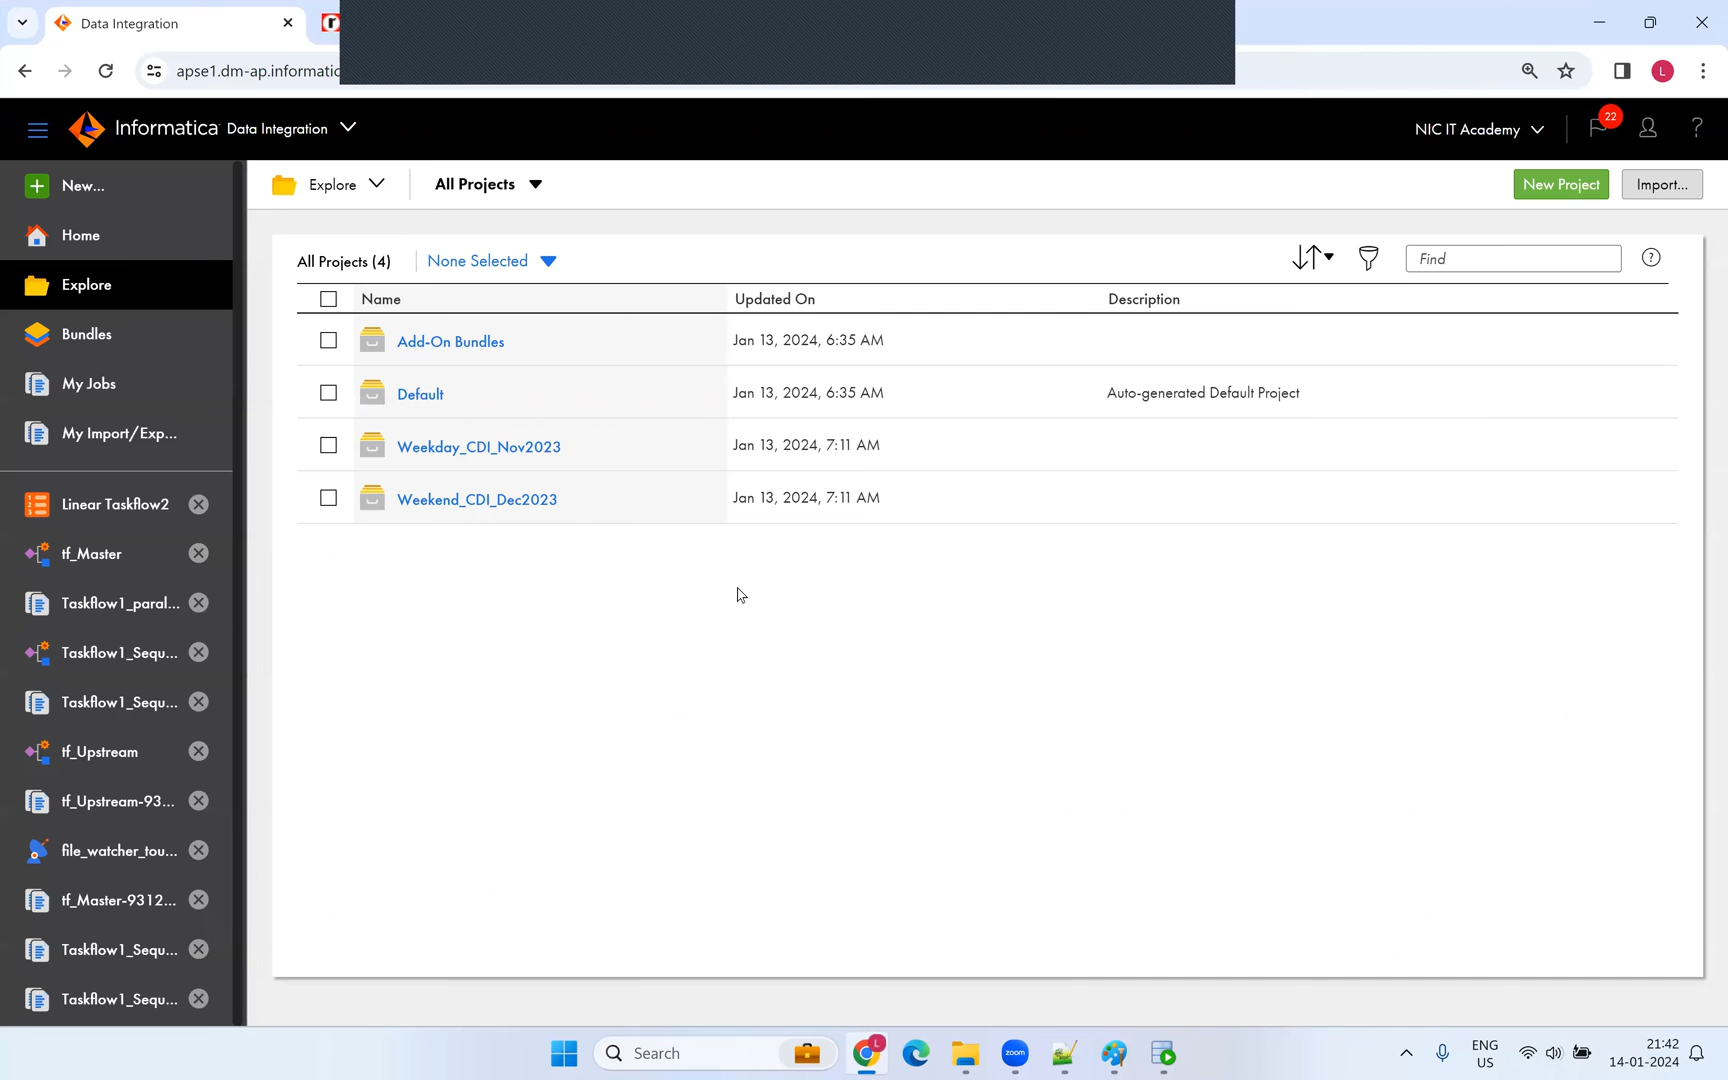 Data Integration
apse1.dm-ap.informatic
Informatica Data Integration
NIC IT Academy
22
New...
Home
Explore
Bundles
My Jobs
My Import/Exp...
Linear Taskflow2
tf_Master
Taskflow1_paral...
Taskflow1_Sequ...
Taskflow1_Sequ...
tf_Upstream
tf_Upstream-93...
file_watcher_tou...
tf_Master-9312...
Taskflow1_Sequ...
Taskflow1_Sequ...
Explore
All Projects
New Project
Import...
All Projects (4)
None Selected
Find
Name Updated On Description
Add-On Bundles Jan 13, 2024, 6:35 AM
Default Jan 13, 2024, 6:35 AM Auto-generated Default Project
Weekday_CDI_Nov2023 Jan 13, 2024, 7:11 AM
Weekend_CDI_Dec2023 Jan 13, 2024, 7:11 AM
Search
L
L
zoom
ENG
US
21:42
14-01-2024